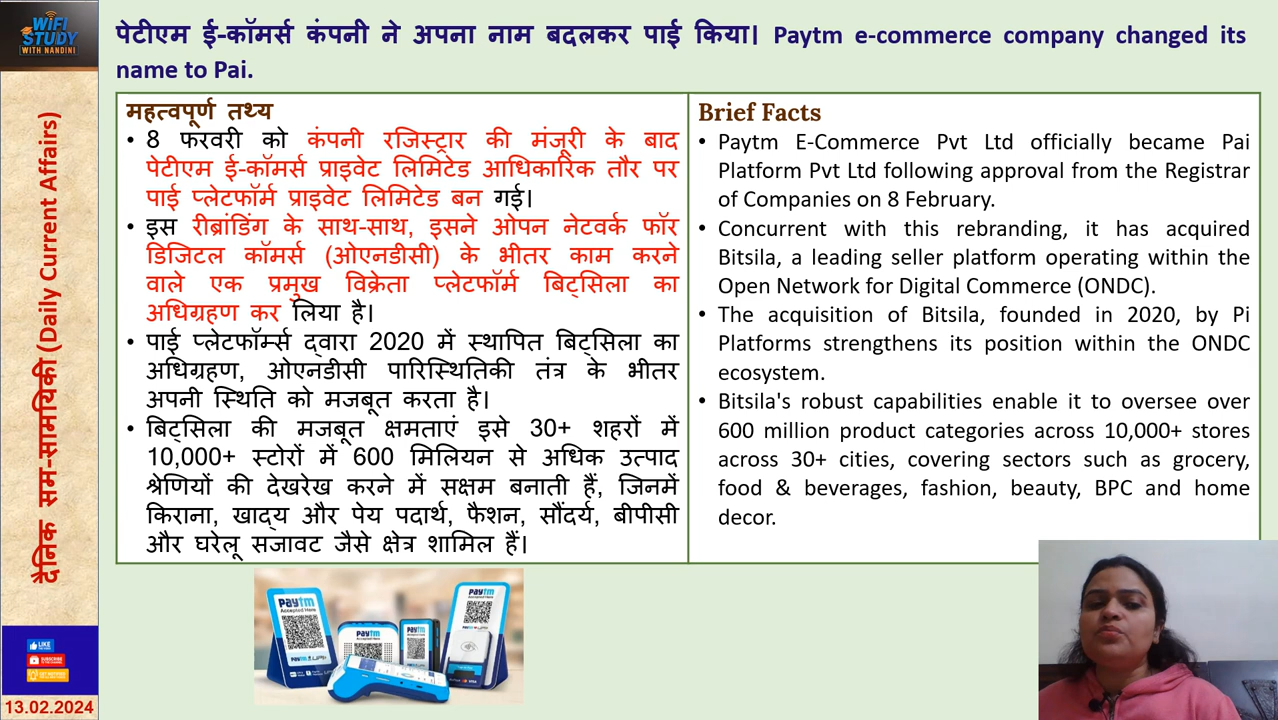 WiFi
STUDY
WITH NANDINI
पेटीएम ई-कॉमर्स कंपनी ने अपना नाम बदलकर पाई किया। Paytm e-commerce company changed its
name to Pai.
दैनिक सम-सामायिकी (Daily Current Affairs)
महत्वपूर्ण तथ्य
• 8 फरवरी को कंपनी रजिस्ट्रार की मंजूरी के बाद
पेटीएम ई-कॉमर्स प्राइवेट लिमिटेड आधिकारिक तौर पर
पाई प्लेटफॉर्म प्राइवेट लिमिटेड बन गई।
• इस रीब्रांडिंग के साथ-साथ, इसने ओपन नेटवर्क फॉर
डिजिटल कॉमर्स (ओएनडीसी) के भीतर काम करने
वाले एक प्रमुख विक्रेता प्लेटफॉर्म बिट्सिला का
अधिग्रहण कर लिया है।
• पाई प्लेटफॉर्म्स द्वारा 2020 में स्थापित बिट्सिला का
अधिग्रहण, ओएनडीसी पारिस्थितिकी तंत्र के भीतर
अपनी स्थिति को मजबूत करता है।
• बिट्सिला की मजबूत क्षमताएं इसे 30+ शहरों में
10,000+ स्टोरों में 600 मिलियन से अधिक उत्पाद
श्रेणियों की देखरेख करने में सक्षम बनाती हैं, जिनमें
किराना, खाद्य और पेय पदार्थ, फैशन, सौंदर्य, बीपीसी
और घरेलू सजावट जैसे क्षेत्र शामिल हैं।
Brief Facts
• Paytm E-Commerce Pvt Ltd officially became Pai
Platform Pvt Ltd following approval from the Registrar
of Companies on 8 February.
• Concurrent with this rebranding, it has acquired
Bitsila, a leading seller platform operating within the
Open Network for Digital Commerce (ONDC).
• The acquisition of Bitsila, founded in 2020, by Pi
Platforms strengthens its position within the ONDC
ecosystem.
• Bitsila's robust capabilities enable it to oversee over
600 million product categories across 10,000+ stores
across 30+ cities, covering sectors such as grocery,
food & beverages, fashion, beauty, BPC and home
decor.
paytm
Accepted Here
paytm
paytm
paytm
Accepted Here
LIKE
SUBSCRIBE
13.02.2024